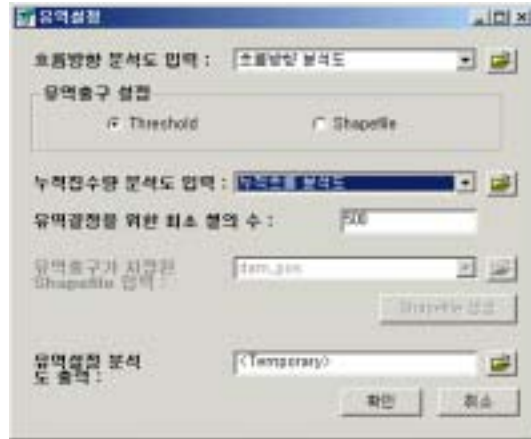 유역설정
흐름방향 분석도 입력 : 흐름방향 분석도
유역출구 설정
Threshold Shapefile
누적집수량 분석도 입력 : 누적흐름 분석도
유역결정을 위한 최소 셀의 수 : 500
유역출구가 지정된 Shapefile 입력 : dam_pos
Shapefile 설정
유역설정 분석도 출력 : <Temporary>
확인 취소